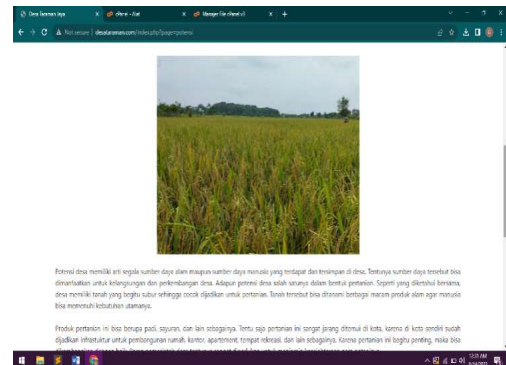 Desa Taraman Jaya
cPanel - Alat
Manajer File cPanel v3
Not secure | desataraman.com/index.php?page=potensi
Potensi desa memiliki arti segala sumber daya alam maupun sumber daya manusia yang terdapat dan tersimpan di desa. Tentunya sumber daya tersebut bisa
dimanfaatkan untuk kelangsungan dan perkembangan desa. Adapun potensi desa salah satunya dalam bentuk pertanian. Seperti yang diketahui bersama,
desa memiliki tanah yang begitu subur sehingga cocok dijadikan untuk pertanian. Tanah tersebut bisa ditanami berbagai macam produk alam agar manusia
bisa memenuhi kebutuhan utamanya.
Produk pertanian ini bisa berupa padi, sayuran, dan lain sebagainya. Tentu saja pertanian ini sangat jarang ditemui di kota, karena di kota sendiri sudah
dijadikan infrastuktur untuk pembangunan rumah, kantor, apartement, tempat rekreasi, dan lain sebagainya. Karena pertanian ini begitu penting, maka bisa
12:31 AM